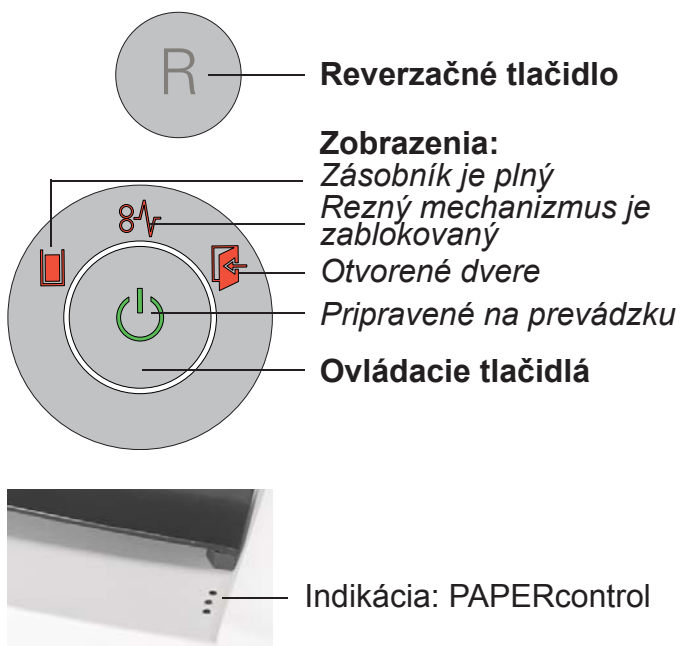 R
Reverzačné tlačidlo
Zobrazenia:
Zásobník je plný
Rezný mechanizmus je
zablokovaný
Otvorené dvere
Pripravené na prevádzku
Ovládacie tlačidlá
Indikácia: PAPERcontrol